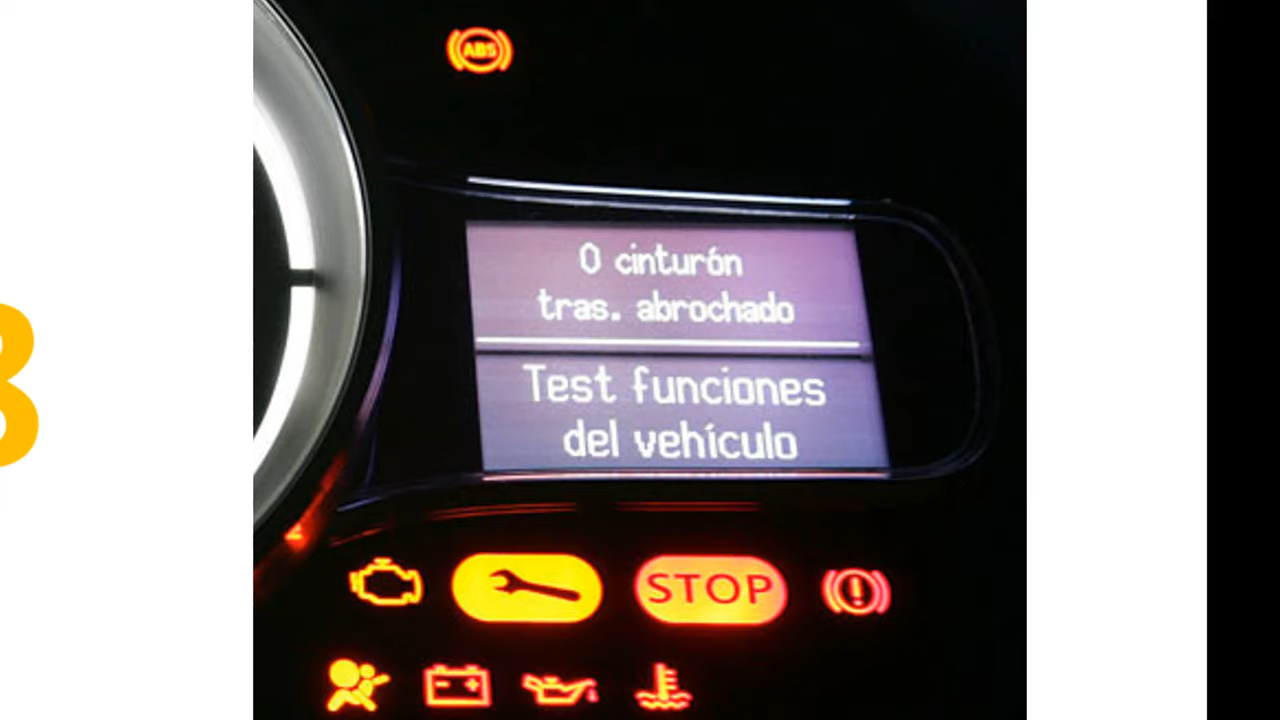 ABS
0 cinturón
tras. abrochado
Test funciones
del vehículo
STOP